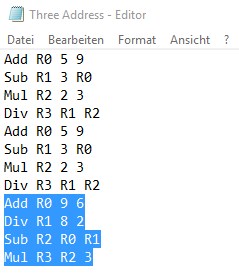 Three Address - Editor
Datei Bearbeiten Format Ansicht ?
Add R0 5 9
Sub R1 3 R0
Mul R2 2 3
Div R3 R1 R2
Add R0 5 9
Sub R1 3 R0
Mul R2 2 3
Div R3 R1 R2
Add R0 9 6
Div R1 8 2
Sub R2 R0 R1
Mul R3 R2 3